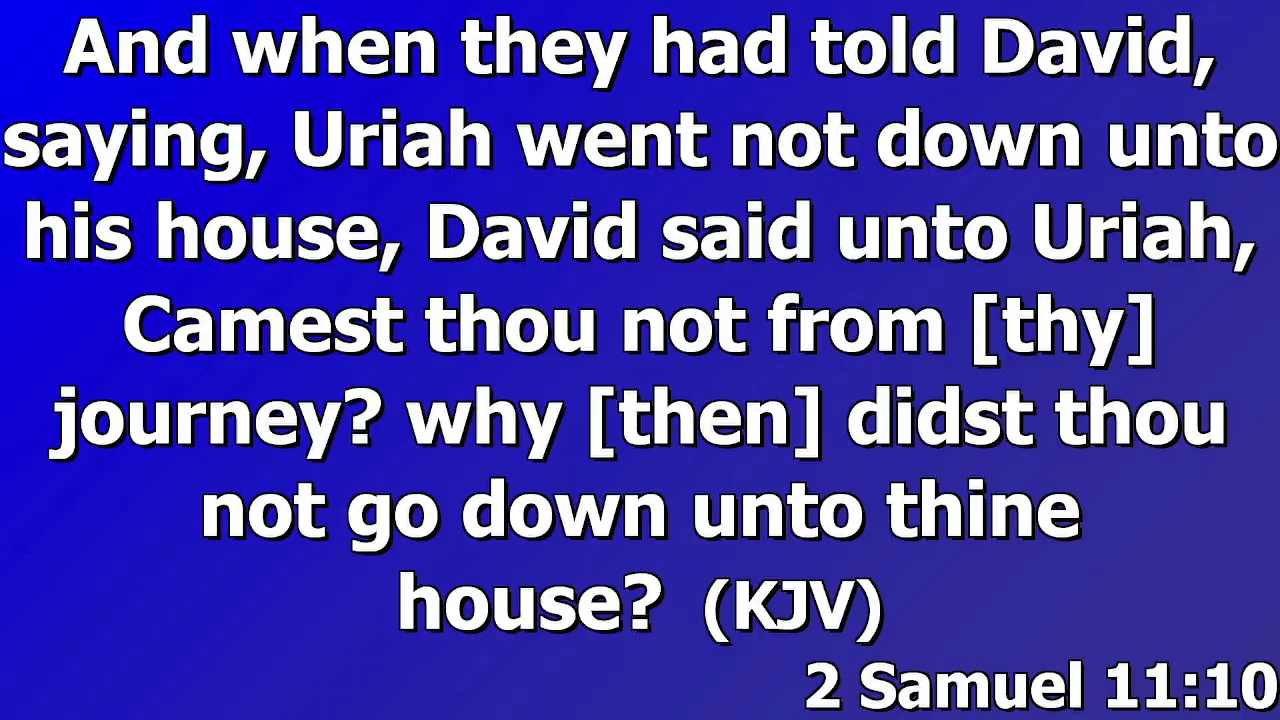 And when they had told David,
saying, Uriah went not down unto
his house, David said unto Uriah,
Camest thou not from [thy]
journey? why [then] didst thou
not go down unto thine
house? (KJV)
2 Samuel 11:10